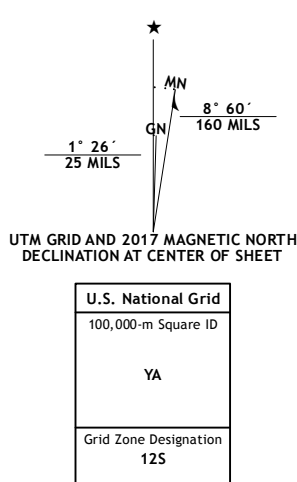 ★
MN
GN
8° 60´
160 MILS
1° 26´
25 MILS
UTM GRID AND 2017 MAGNETIC NORTH
DECLINATION AT CENTER OF SHEET
U.S. National Grid
100,000-m Square ID
YA
Grid Zone Designation
12S